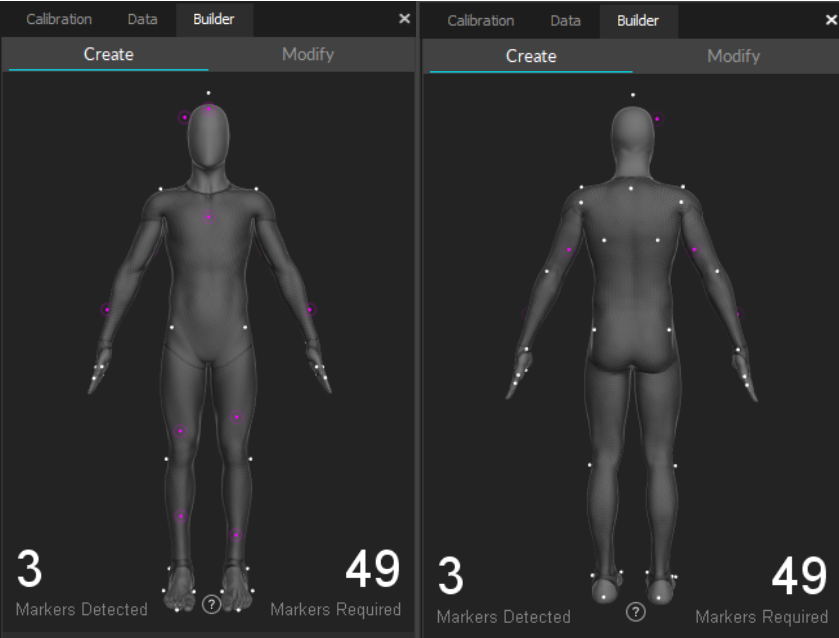 Calibration Data Builder ×
Create Modify
3 49
Markers Detected ? Markers Required
Calibration Data Builder ×
Create Modify
3 49
Markers Detected ? Markers Required